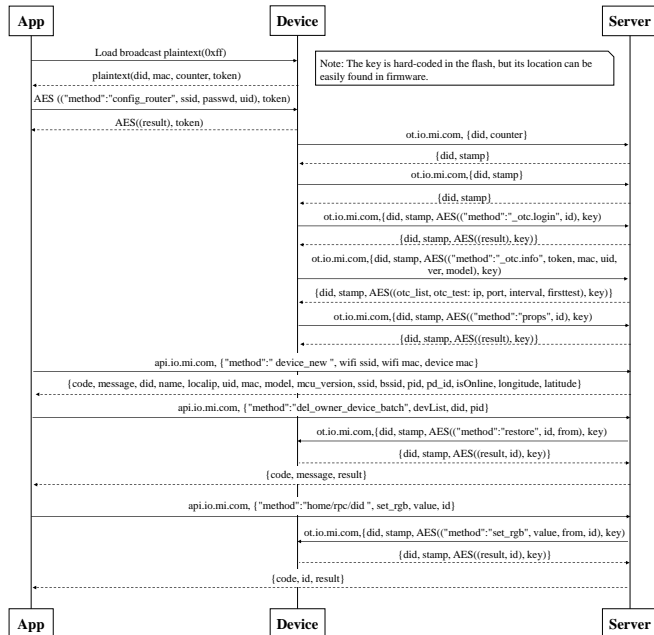 App
Device
Server
Load broadcast plaintext(0xff)
Note: The key is hard-coded in the flash, but its location can be
easily found in firmware.
plaintext(did, mac, counter, token)
AES (("method":"config_router", ssid, passwd, uid), token)
AES((result), token)
ot.io.mi.com, {did, counter}
{did, stamp}
ot.io.mi.com,{did, stamp}
{did, stamp}
ot.io.mi.com,{did, stamp, AES(("method":"_otc.login", id), key)
{did, stamp, AES((result), key)}
ot.io.mi.com,{did, stamp, AES(("method":"_otc.info", token, mac, uid,
ver, model), key)
{did, stamp, AES((otc_list, otc_test: ip, port, interval, firsttest), key)}
ot.io.mi.com,{did, stamp, AES(("method":"props", id), key)
{did, stamp, AES((result), key)}
api.io.mi.com, {"method":" device_new ", wifi ssid, wifi mac, device mac}
{code, message, did, name, localip, uid, mac, model, mcu_version, ssid, bssid, pid, pd_id, isOnline, longitude, latitude}
api.io.mi.com, {"method":"del_owner_device_batch", devList, did, pid}
ot.io.mi.com,{did, stamp, AES(("method":"restore", id, from), key)
{did, stamp, AES((result, id), key)}
{code, message, result}
api.io.mi.com, {"method":"home/rpc/did ", set_rgb, value, id}
ot.io.mi.com,{did, stamp, AES(("method":"set_rgb", value, from, id), key)
{did, stamp, AES((result, id), key)}
{code, id, result}
App
Device
Server